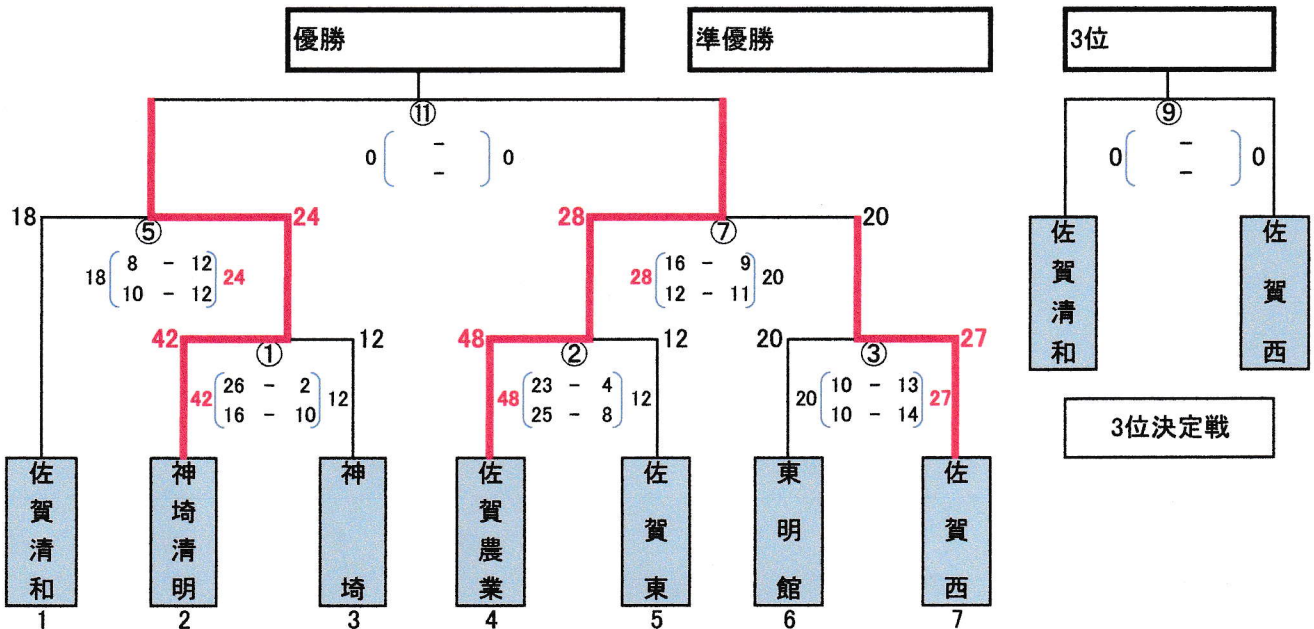 優勝
準優勝
3位
⑪
0 - 0
-
⑨
0 - 0
-
18 24
⑤
28 20
⑦
18 8 - 12 24
10 - 12
28 16 - 9 20
12 - 11
佐賀清和
佐賀西
42 12
①
48 12
②
20 27
③
42 26 - 2 12
16 - 10
48 23 - 4 12
25 - 8
20 10 - 13 27
10 - 14
3位決定戦
佐賀清和
神埼清明
神埼
佐賀農業
佐賀東
東明館
佐賀西
1 2 3 4 5 6 7